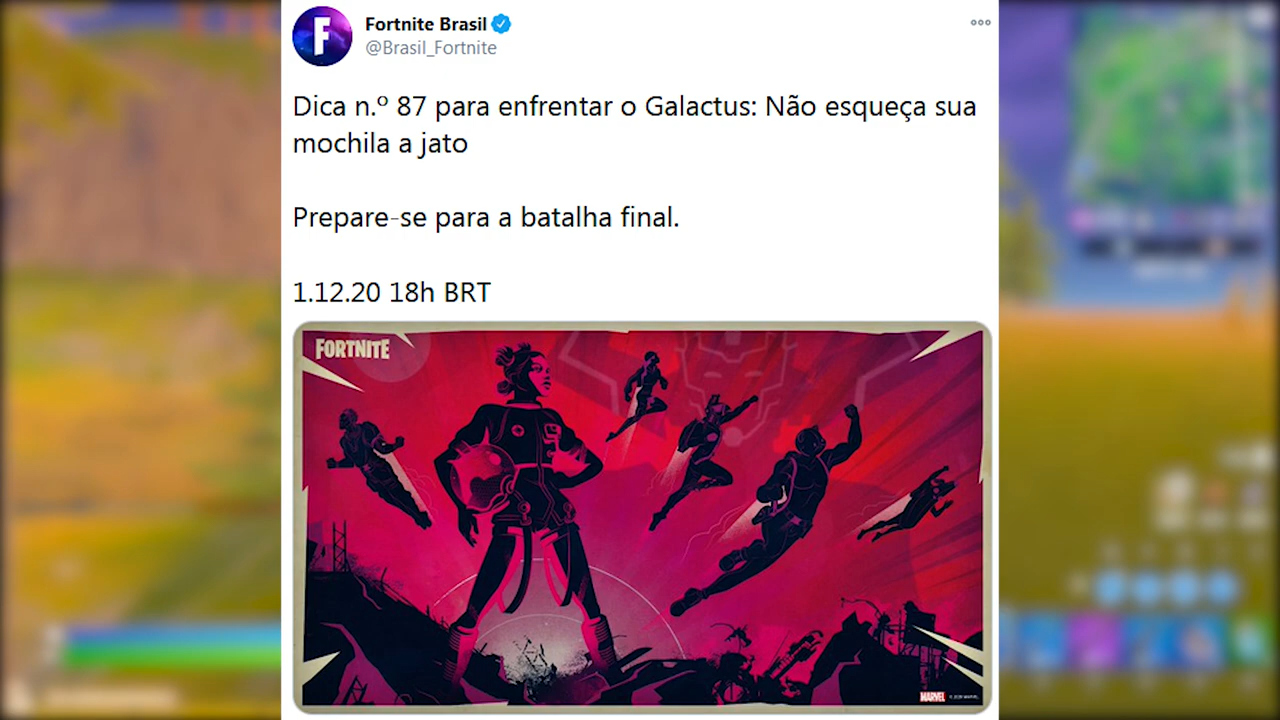 Fortnite Brasil
@Brasil_Fortnite
Dica n.º 87 para enfrentar o Galactus: Não esqueça sua
mochila a jato
Prepare-se para a batalha final.
1.12.20 18h BRT
FORTNITE
MARVEL